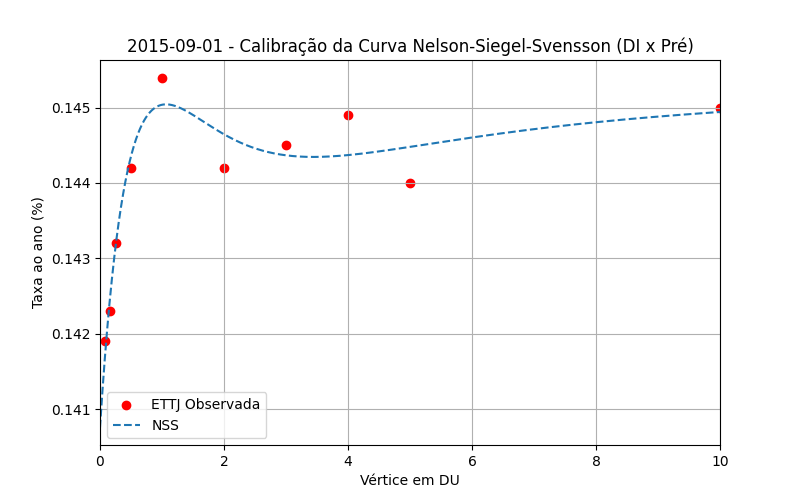 2015-09-01 - Calibração da Curva Nelson-Siegel-Svensson (DI x Pré)
Taxa ao ano (%)
0.145
0.144
0.143
0.142
0.141
ETTJ Observada
NSS
0 2 4 6 8 10
Vértice em DU